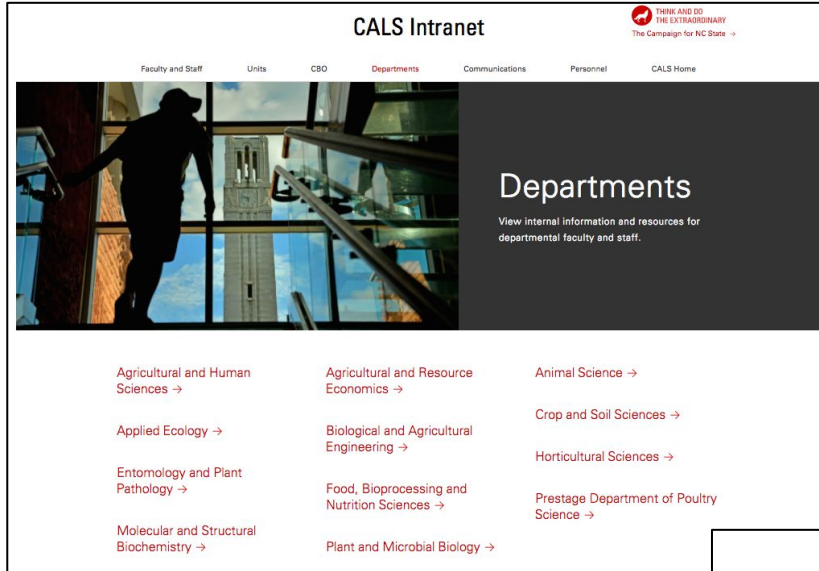 CALS Intranet
THINK AND DO
THE EXTRAORDINARY
The Campaign for NC State →
Faculty and Staff
Units
CBO
Departments
Communications
Personnel
CALS Home
Departments
View internal information and resources for
departmental faculty and staff.
Agricultural and Human
Sciences →
Applied Ecology →
Entomology and Plant
Pathology →
Molecular and Structural
Biochemistry →
Agricultural and Resource
Economics →
Biological and Agricultural
Engineering →
Food, Bioprocessing and
Nutrition Sciences →
Plant and Microbial Biology →
Animal Science →
Crop and Soil Sciences →
Horticultural Sciences →
Prestage Department of Poultry
Science →